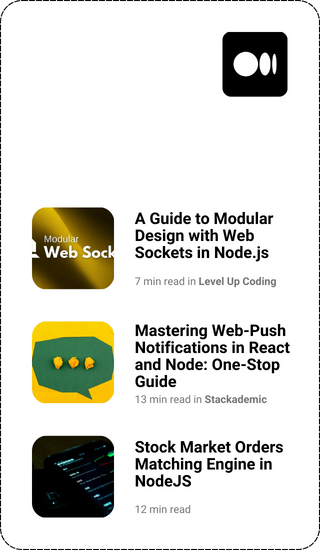 Modular
Web Sock
A Guide to Modular
Design with Web
Sockets in Node.js
7 min read in Level Up Coding
Mastering Web-Push
Notifications in React
and Node: One-Stop
Guide
13 min read in Stackademic
Stock Market Orders
Matching Engine in
NodeJS
12 min read